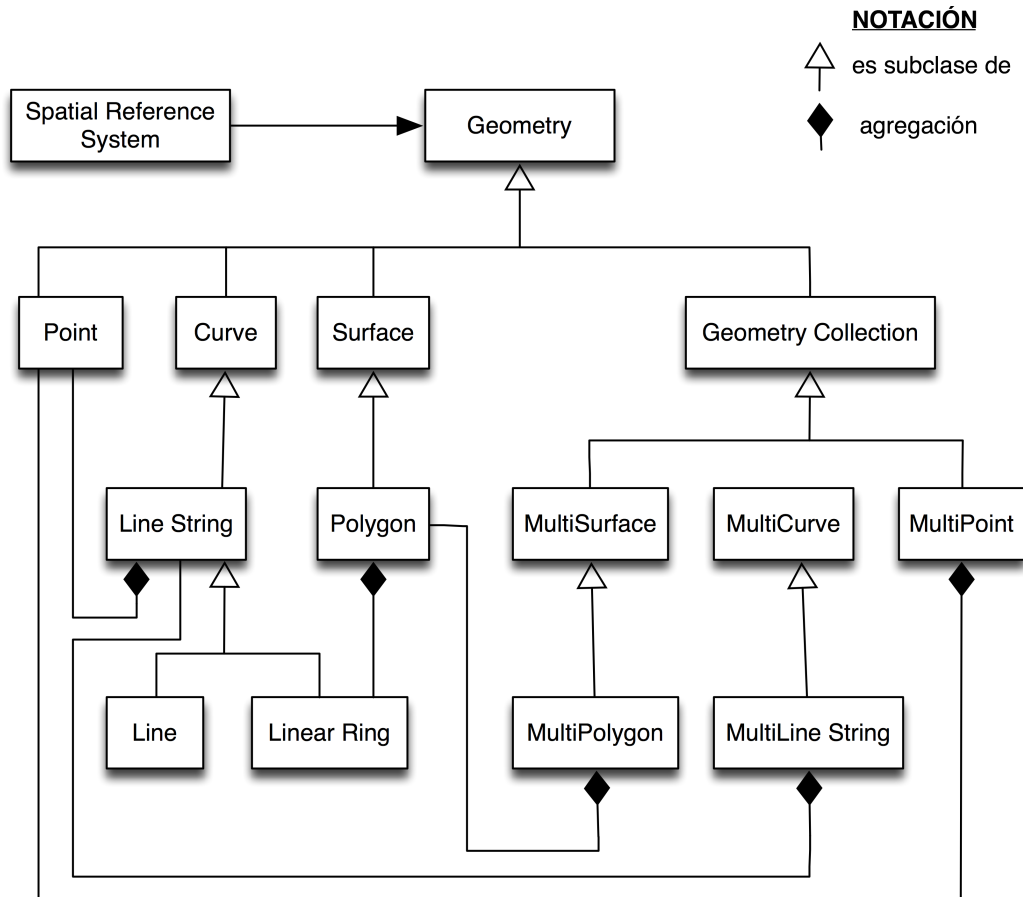 NOTACIÓN
es subclase de
agregación
Spatial Reference
System
Geometry
Point
Curve
Surface
Geometry Collection
Line String
Polygon
MultiSurface
MultiCurve
MultiPoint
Line
Linear Ring
MultiPolygon
MultiLine String